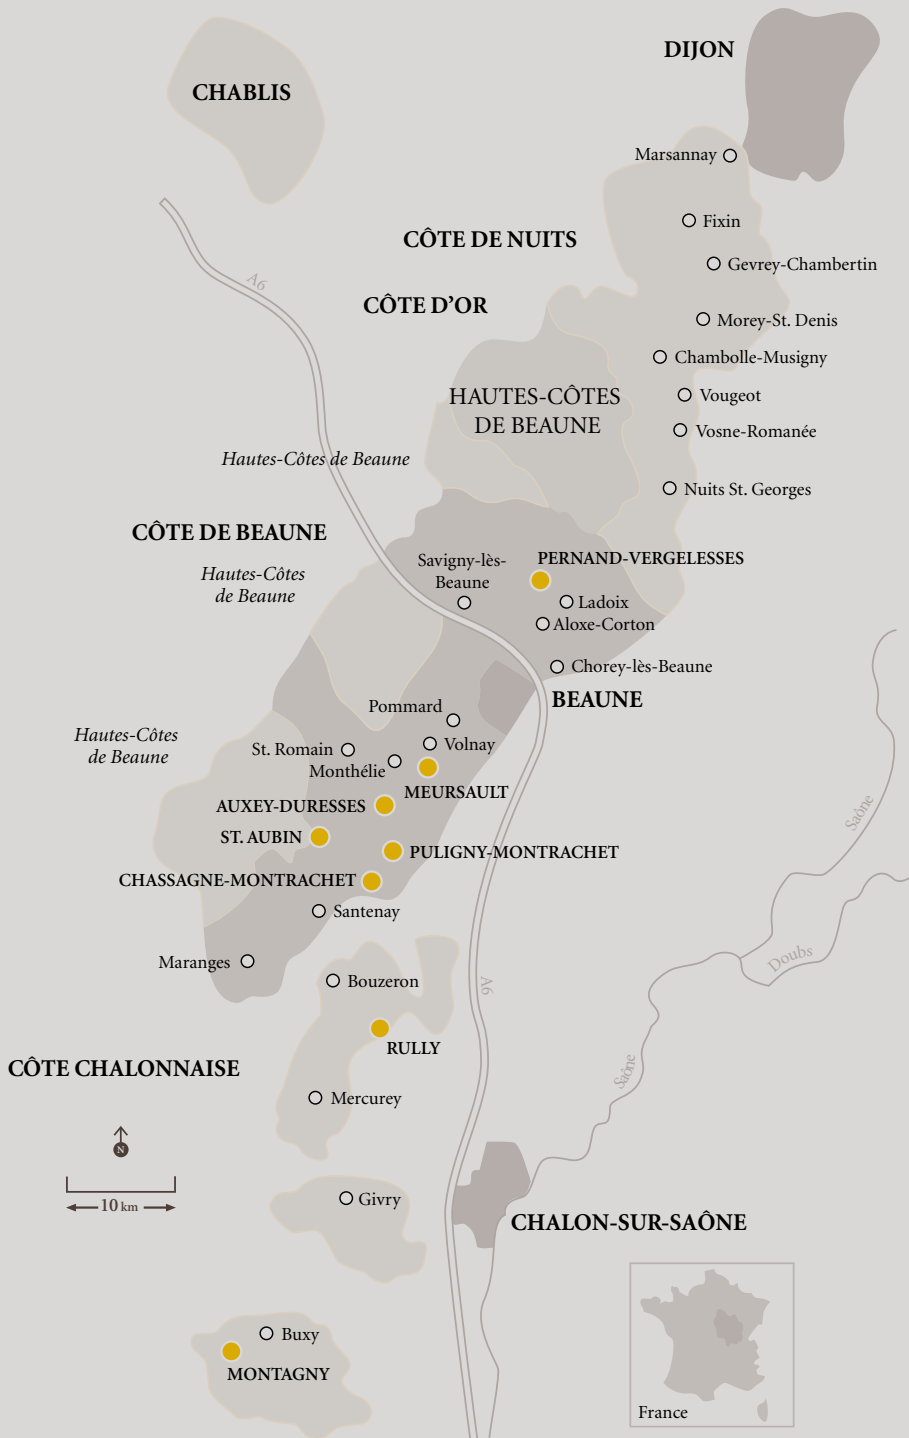 DIJON
CHABLIS
Marsannay
Fixin
CÔTE DE NUITS
Gevrey-Chambertin
A6
CÔTE D’OR
Morey-St. Denis
Chambolle-Musigny
HAUTES-CÔTES
DE BEAUNE
Vougeot
Vosne-Romanée
Hautes-Côtes de Beaune
Nuits St. Georges
CÔTE DE BEAUNE
Savigny-lès-
Beaune
PERNAND-VERGELESSES
Hautes-Côtes
de Beaune
Ladoix
Aloxe-Corton
Chorey-lès-Beaune
BEAUNE
Pommard
Hautes-Côtes
de Beaune
St. Romain
Volnay
Monthélie
MEURSAULT
AUXEY-DURESSES
Saône
ST. AUBIN
PULIGNY-MONTRACHET
CHASSAGNE-MONTRACHET
Santenay
Maranges
Doubs
Bouzeron
A6
RULLY
CÔTE CHALONNAISE
Saône
Mercurey
N
10 km
Givry
CHALON-SUR-SAÔNE
Buxy
MONTAGNY
France